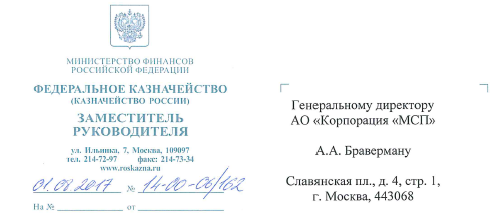 МИНИСТЕРСТВО ФИНАНСОВ
РОССИЙСКОЙ ФЕДЕРАЦИИ
ФЕДЕРАЛЬНОЕ КАЗНАЧЕЙСТВО
(КАЗНАЧЕЙСТВО РОССИИ)
ЗАМЕСТИТЕЛЬ
РУКОВОДИТЕЛЯ
ул. Ильинка, 7, Москва, 109097
тел. 214-72-97 факс: 214-73-34
www.roskazna.ru
01.08.2017 № 14-00-06/162
На № от
Генеральному директору
АО «Корпорация «МСП»
А.А. Браверману
Славянская пл., д. 4, стр. 1,
г. Москва, 443068